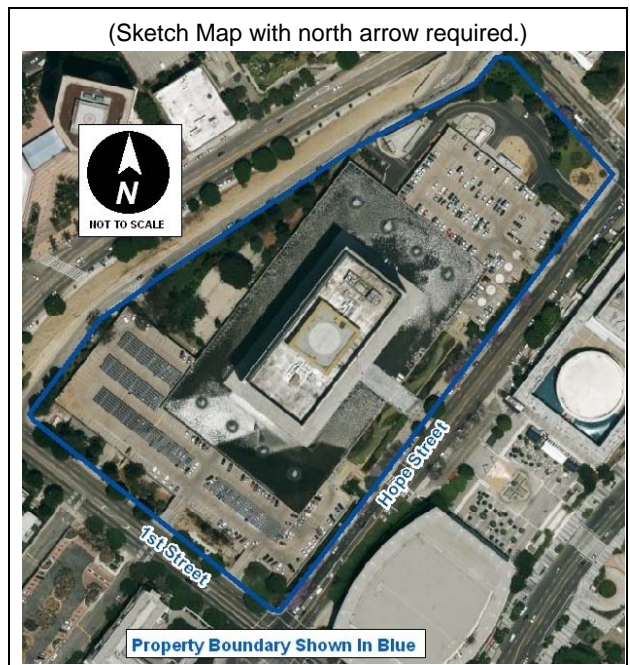 (Sketch Map with north arrow required.)
N
NOT TO SCALE
Hope Street
1st Street
Property Boundary Shown In Blue